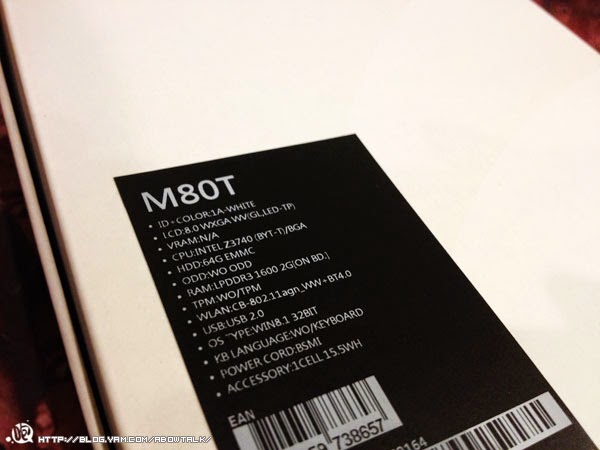 M80T
• ID+COLOR:1A-WHITE
• LCD:8.0 WXGA WV(GL,LED-TP)
• VRAM:N/A
• CPU:INTEL Z3740 (BYT-T)/BGA
• HDD:64G EMMC
• ODD:WO ODD
• RAM:LPDDR3 1600 2G[ON BD.]
• TPM:WO/TPM
• WLAN:CB-802.11agn_WW+BT4.0
• USB:USB 2.0
• OS TYPE:WIN8.1 32BIT
• KB LANGUAGE:WO/KEYBOARD
• POWER CORD:BSMI
• ACCESSORY:1CELL 15.5WH
EAN
738657
0164
HTTP://BLOG.YAM.COM/ABOWTALK/